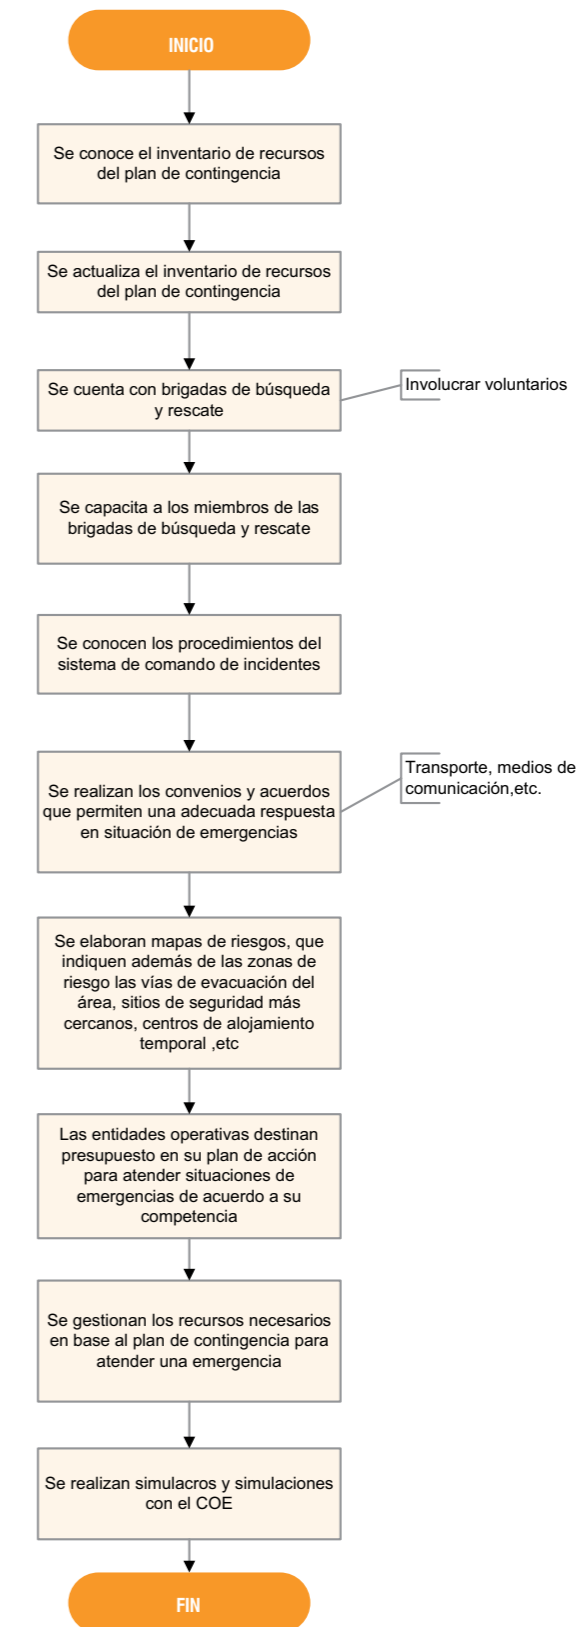 INICIO
Se conoce el inventario de recursos
del plan de contingencia
Se actualiza el inventario de recursos
del plan de contingencia
Se cuenta con brigadas de búsqueda
y rescate
Involucrar voluntarios
Se capacita a los miembros de las
brigadas de búsqueda y rescate
Se conocen los procedimientos del
sistema de comando de incidentes
Se realizan los convenios y acuerdos
que permiten una adecuada respuesta
en situación de emergencias
Transporte, medios de
comunicación,etc.
Se elaboran mapas de riesgos, que
indiquen además de las zonas de
riesgo las vías de evacuación del
área, sitios de seguridad más
cercanos, centros de alojamiento
temporal ,etc
Las entidades operativas destinan
presupuesto en su plan de acción
para atender situaciones de
emergencias de acuerdo a su
competencia
Se gestionan los recursos necesarios
en base al plan de contingencia para
atender una emergencia
Se realizan simulacros y simulaciones
con el COE
FIN